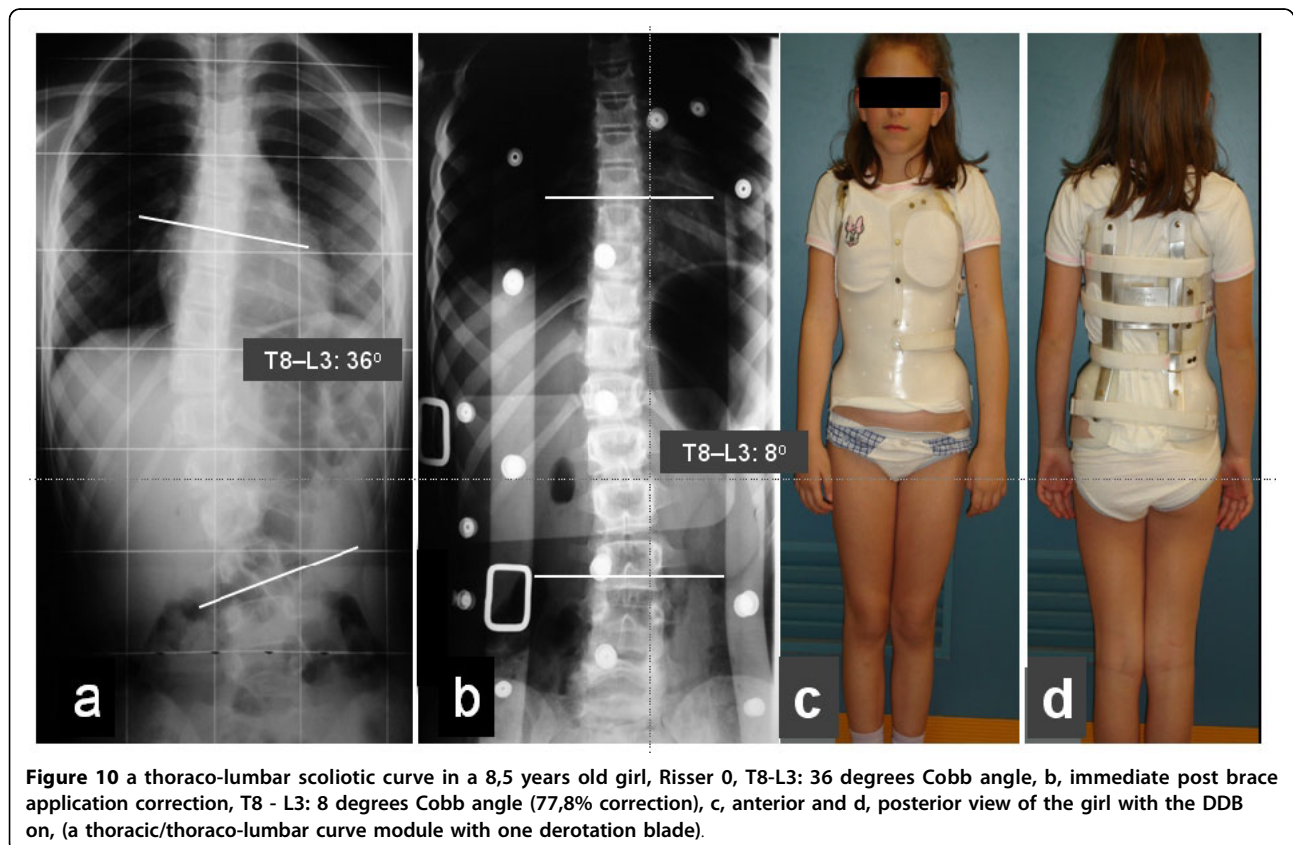 T8–L3: 36⁰
T8–L3: 8⁰
a
b
c
d
Figure 10 a thoraco-lumbar scoliotic curve in a 8,5 years old girl, Risser 0, T8-L3: 36 degrees Cobb angle, b, immediate post brace
application correction, T8 - L3: 8 degrees Cobb angle (77,8% correction), c, anterior and d, posterior view of the girl with the DDB
on, (a thoracic/thoraco-lumbar curve module with one derotation blade).